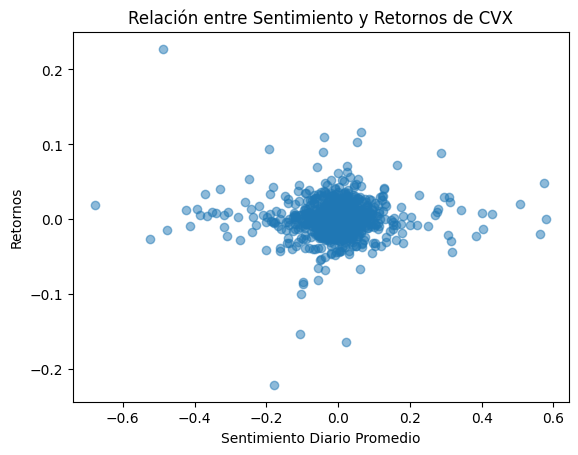 Relación entre Sentimiento y Retornos de CVX
Retornos
0.2
0.1
0.0
−0.1
−0.2
−0.6 −0.4 −0.2 0.0 0.2 0.4 0.6
Sentimiento Diario Promedio